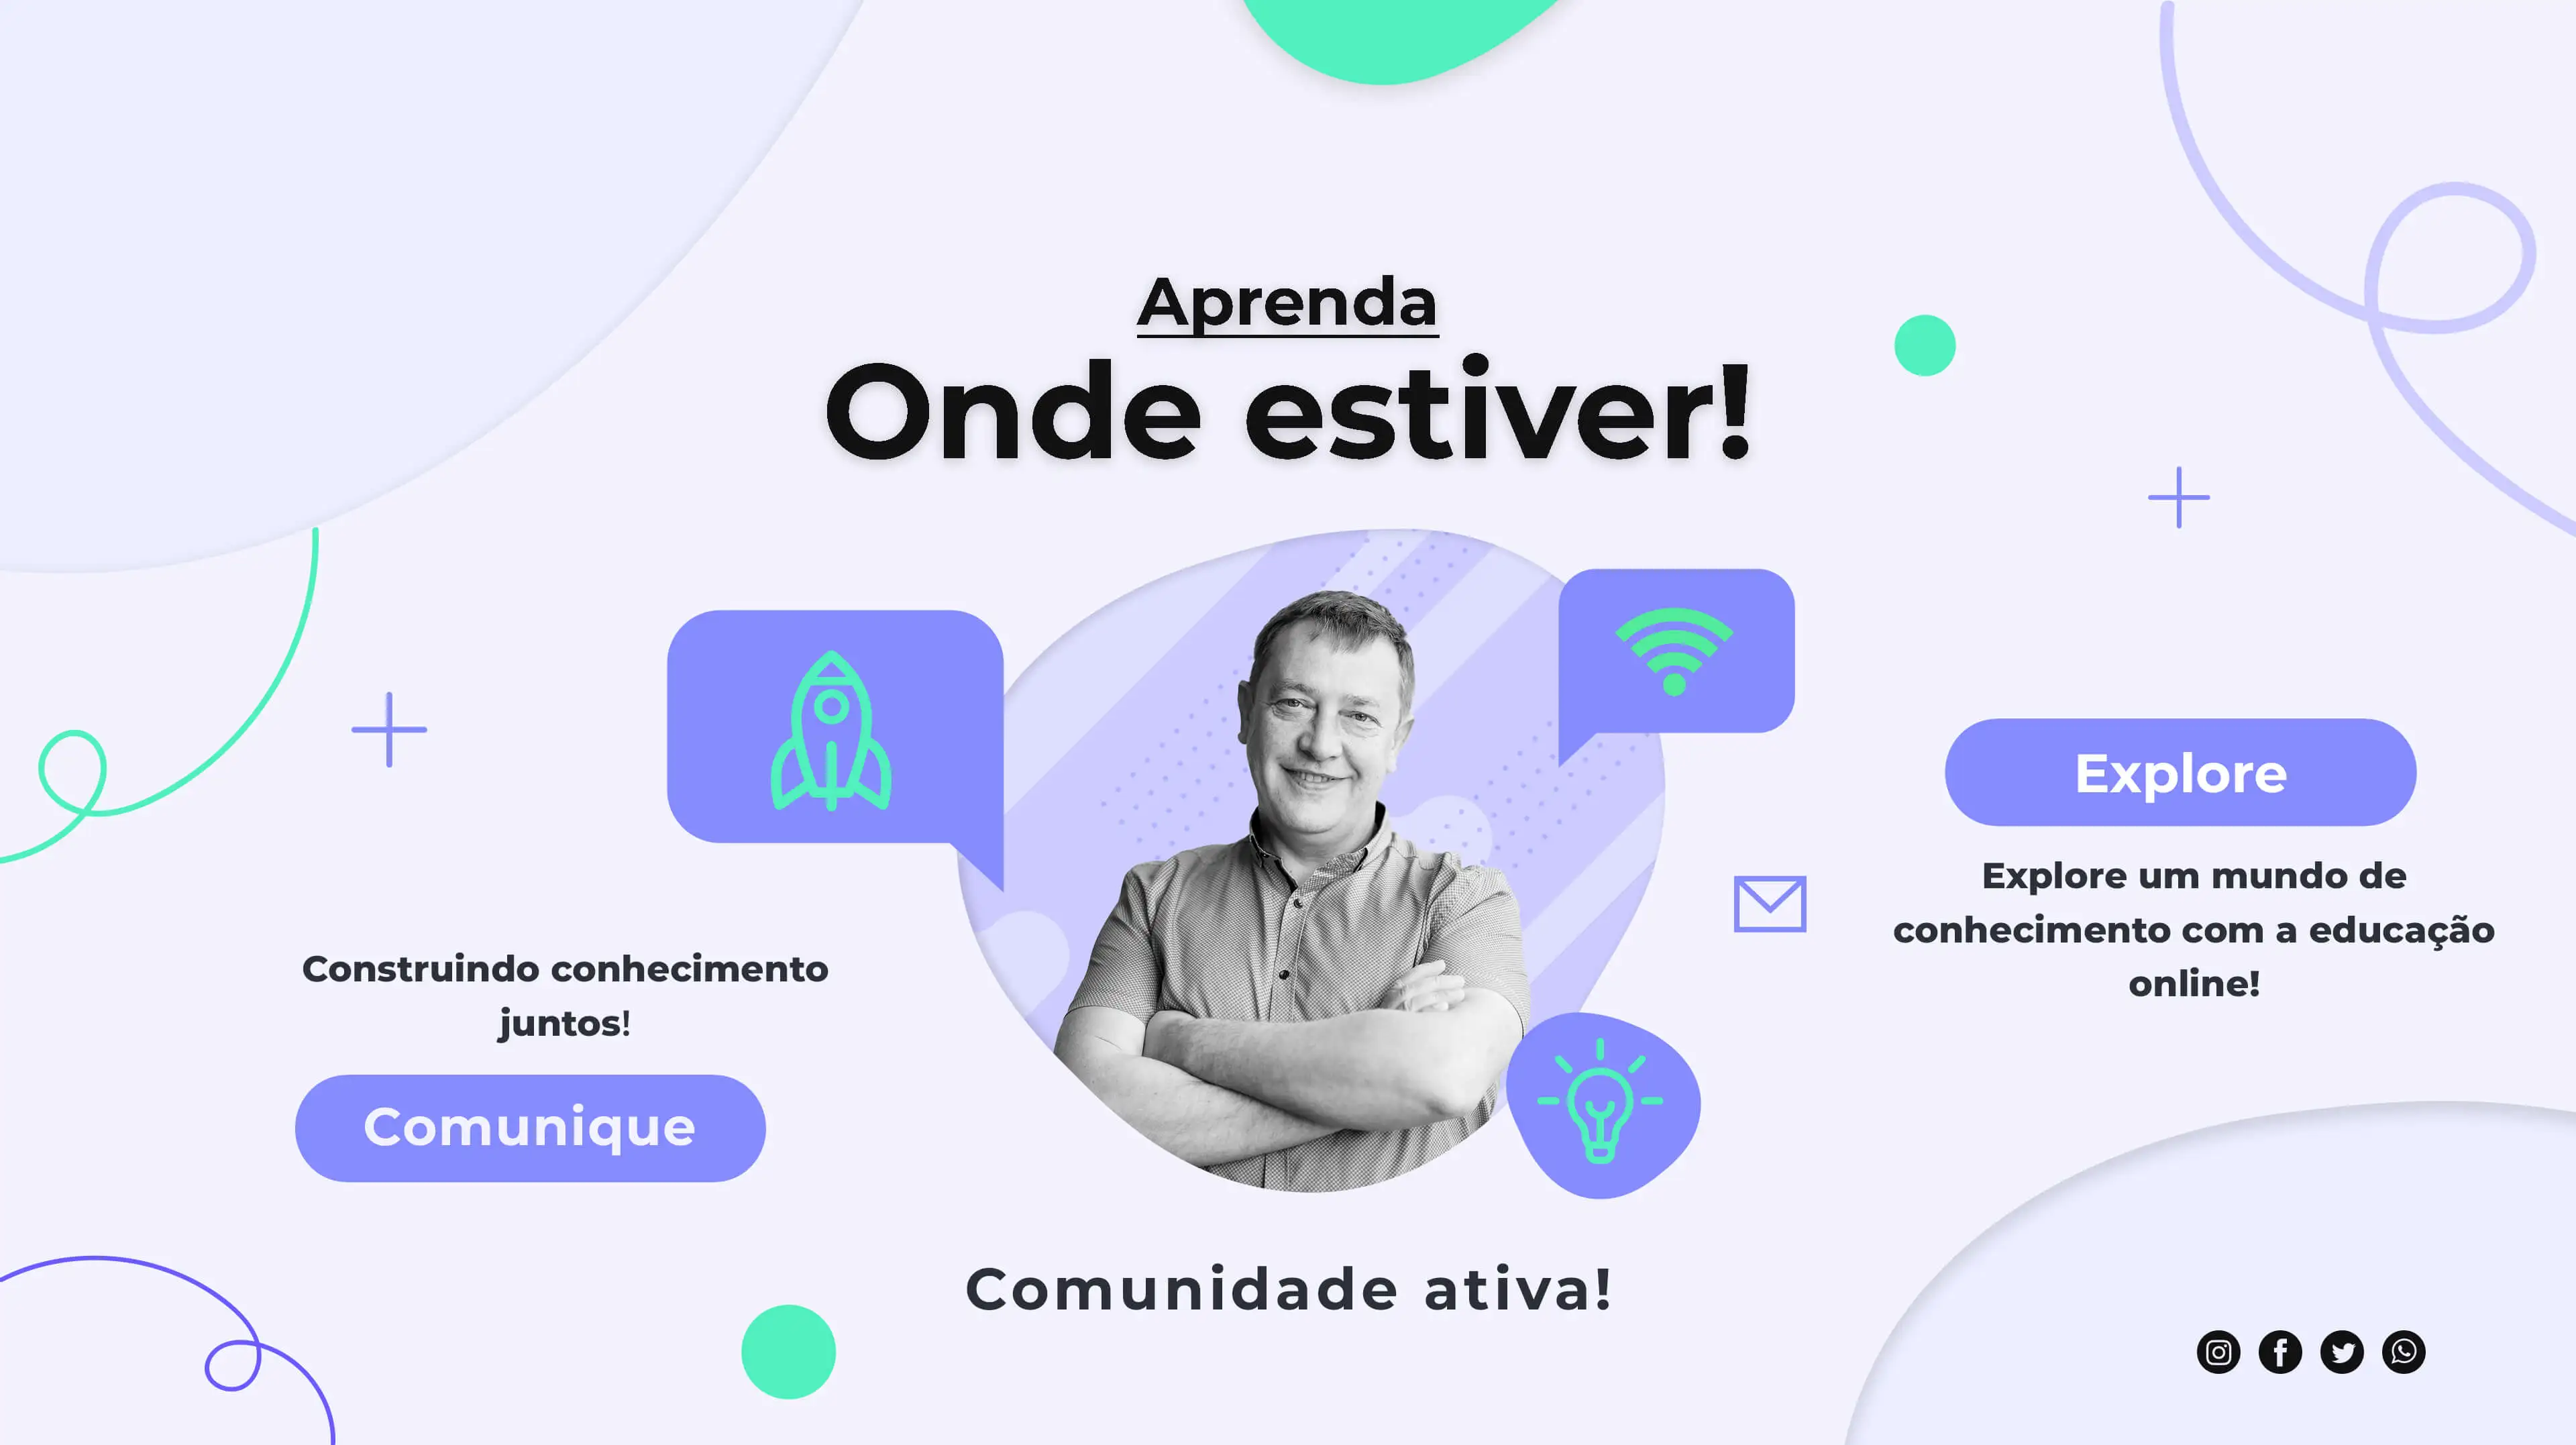 Aprenda
Onde estiver!
Construindo conhecimento
juntos!
Comunique
Explore
Explore um mundo de
conhecimento com a educação
online!
Comunidade ativa!